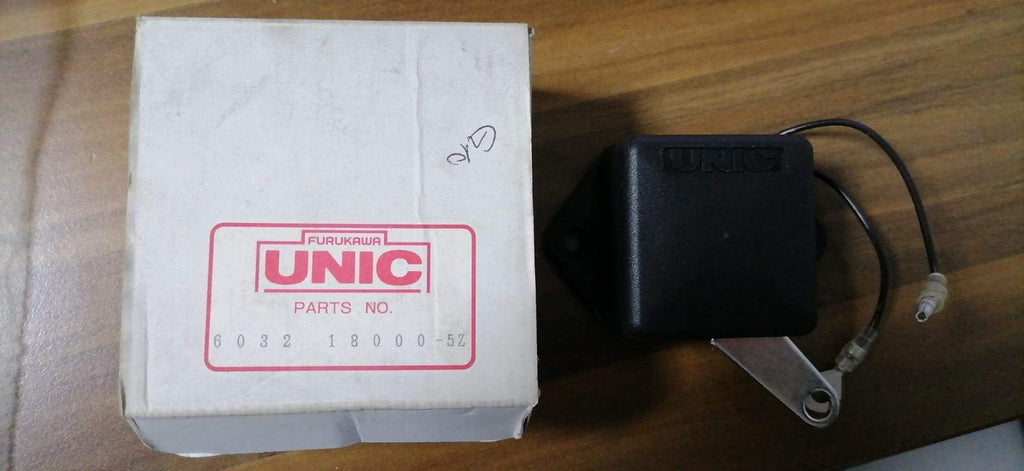 FURUKAWA
UNIC
PARTS NO.
6032 18000-5Z
UNIC